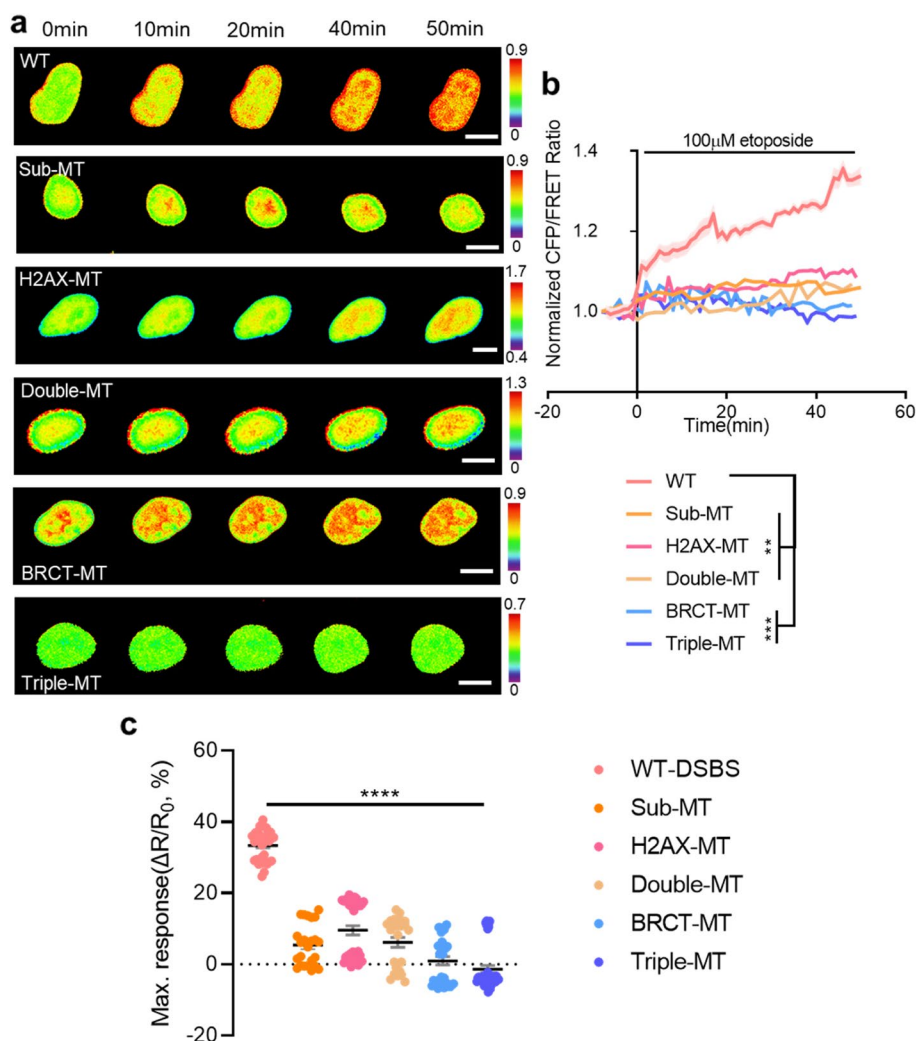 a
0min 10min 20min 40min 50min
WT
0.9
0
Sub-MT
0.9
0
H2AX-MT
1.7
0.4
Double-MT
1.3
0
BRCT-MT
0.9
0
Triple-MT
0.7
0
b
100μM etoposide
Normalized CFP/FRET Ratio
1.4
1.2
1.0
-20 0 20 40 60
Time(min)
WT
Sub-MT
H2AX-MT
Double-MT
BRCT-MT
Triple-MT
**
***
c
Max. response(ΔR/R₀, %)
60
40
20
0
-20
****
WT-DSBS
Sub-MT
H2AX-MT
Double-MT
BRCT-MT
Triple-MT